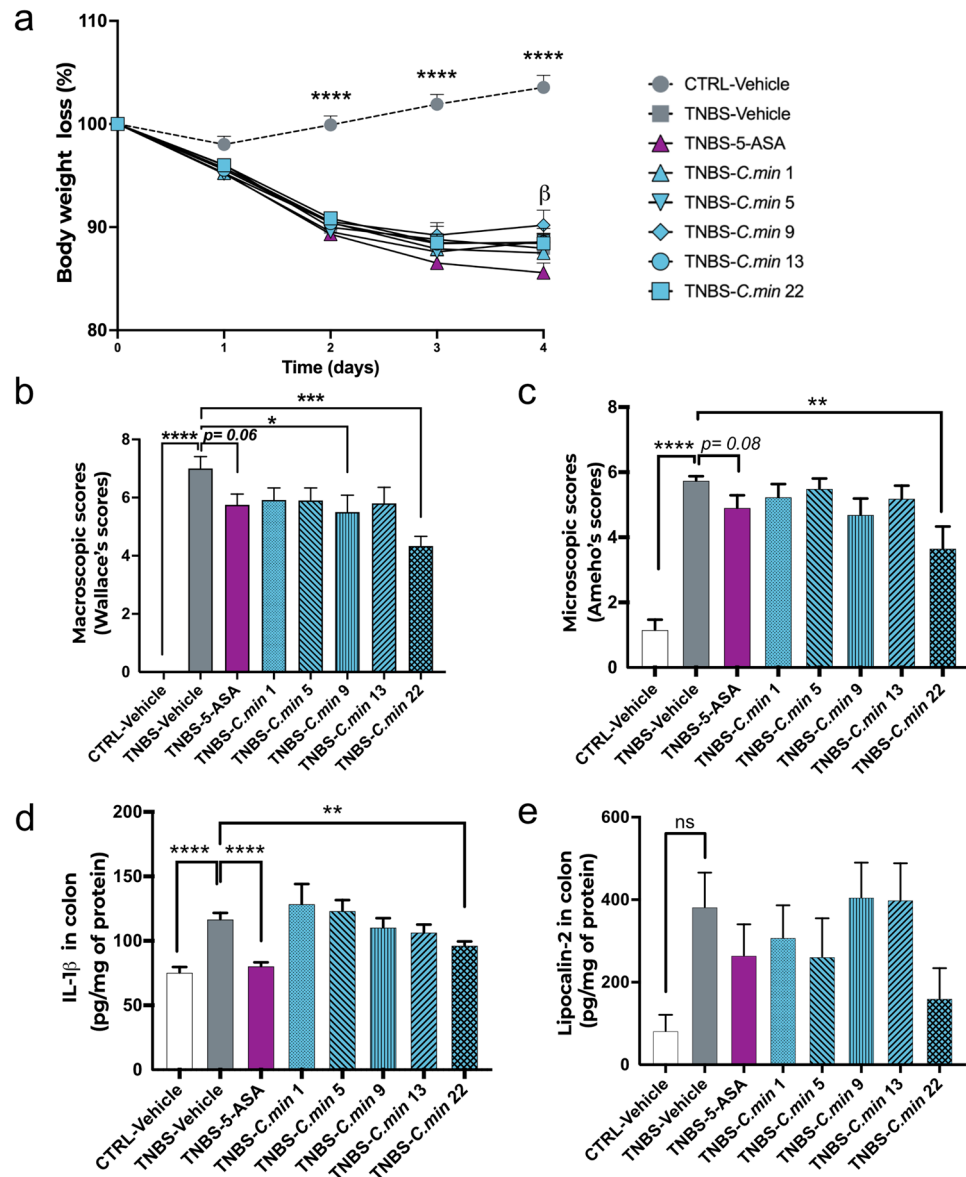 a
110
100
90
80
Body weight loss (%)
****
****
****
β
0
1
2
3
4
Time (days)
CTRL-Vehicle
TNBS-Vehicle
TNBS-5-ASA
TNBS-C.min 1
TNBS-C.min 5
TNBS-C.min 9
TNBS-C.min 13
TNBS-C.min 22
b
***
*
**** p= 0.06
8
6
4
2
0
Macroscopic scores
(Wallace's scores)
CTRL-Vehicle
TNBS-Vehicle
TNBS-5-ASA
TNBS-C.min 1
TNBS-C.min 5
TNBS-C.min 9
TNBS-C.min 13
TNBS-C.min 22
c
**
**** p= 0.08
8
6
4
2
0
Microscopic scores
(Ameho's scores)
CTRL-Vehicle
TNBS-Vehicle
TNBS-5-ASA
TNBS-C.min 1
TNBS-C.min 5
TNBS-C.min 9
TNBS-C.min 13
TNBS-C.min 22
d
**
**** ****
200
150
100
50
0
IL-1β in colon
(pg/mg of protein)
CTRL-Vehicle
TNBS-Vehicle
TNBS-5-ASA
TNBS-C.min 1
TNBS-C.min 5
TNBS-C.min 9
TNBS-C.min 13
TNBS-C.min 22
e
ns
600
400
200
0
Lipocalin-2 in colon
(pg/mg of protein)
CTRL-Vehicle
TNBS-Vehicle
TNBS-5-ASA
TNBS-C.min 1
TNBS-C.min 5
TNBS-C.min 9
TNBS-C.min 13
TNBS-C.min 22